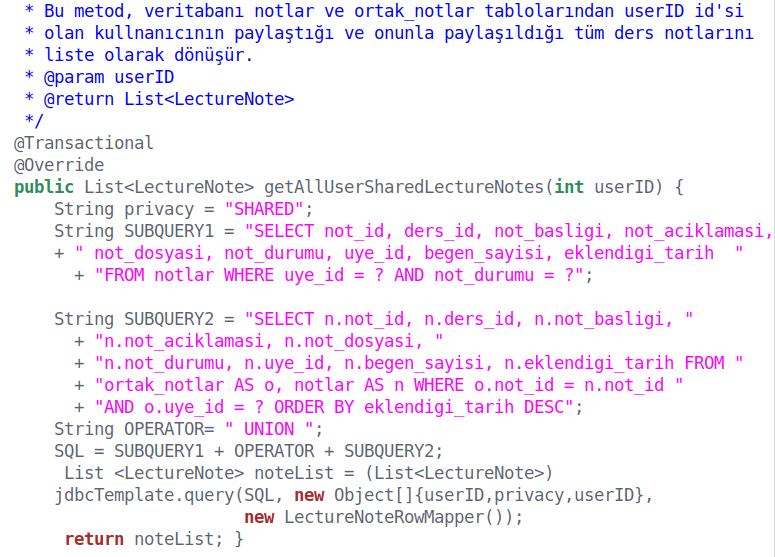 * Bu metod, veritabanı notlar ve ortak_notlar tablolarından userID id'si
* olan kullnanıcının paylaştığı ve onunla paylaşıldığı tüm ders notlarını
* liste olarak dönüşür.
* @param userID
* @return List<LectureNote>
*/
@Transactional
@Override
public List<LectureNote> getAllUserSharedLectureNotes(int userID) {
String privacy = "SHARED";
String SUBQUERY1 = "SELECT not_id, ders_id, not_basligi, not_aciklamasi,
+ " not_dosyasi, not_durumu, uye_id, begen_sayisi, eklendigi_tarih  "
+ "FROM notlar WHERE uye_id = ? AND not_durumu = ?";
String SUBQUERY2 = "SELECT n.not_id, n.ders_id, n.not_basligi, "
+ "n.not_aciklamasi, n.not_dosyasi, "
+ "n.not_durumu, n.uye_id, n.begen_sayisi, n.eklendigi_tarih FROM "
+ "ortak_notlar AS o, notlar AS n WHERE o.not_id = n.not_id "
+ "AND o.uye_id = ? ORDER BY eklendigi_tarih DESC";
String OPERATOR= " UNION ";
SQL = SUBQUERY1 + OPERATOR + SUBQUERY2;
List <LectureNote> noteList = (List<LectureNote>)
jdbcTemplate.query(SQL, new Object[]{userID,privacy,userID},
new LectureNoteRowMapper());
return noteList; }